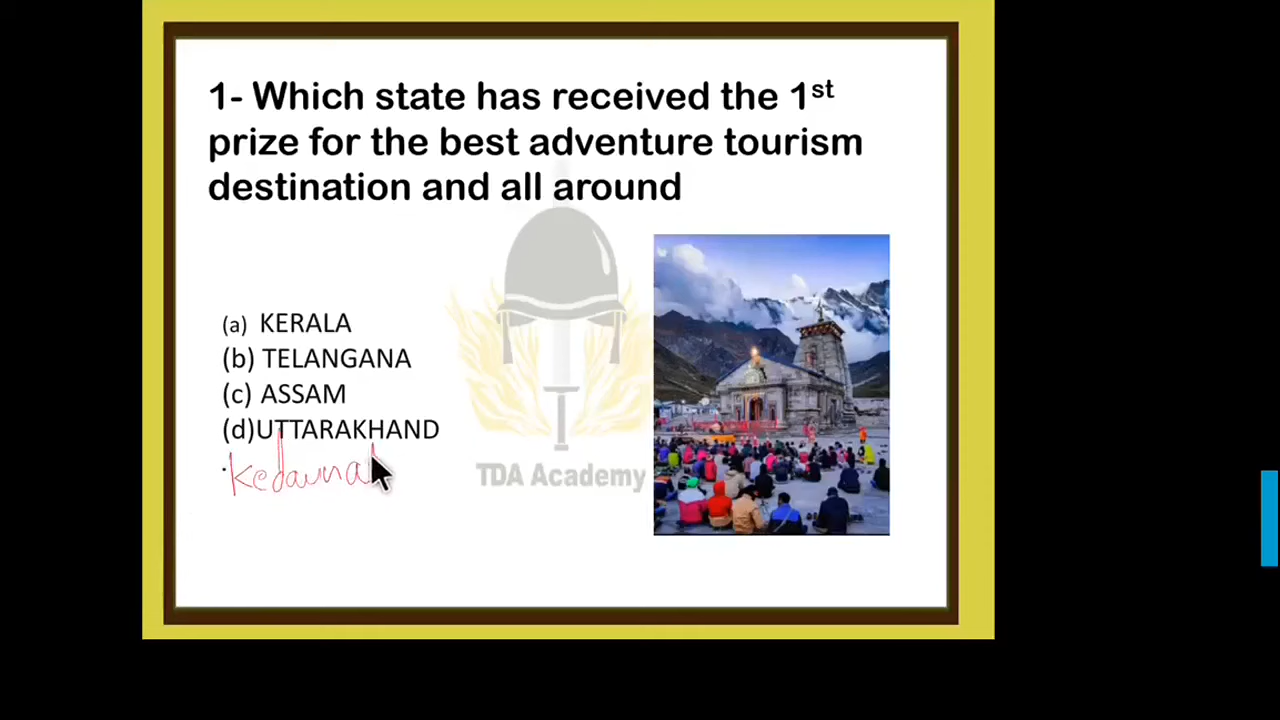 1- Which state has received the 1st
prize for the best adventure tourism
destination and all around
(a) KERALA
(b) TELANGANA
(c) ASSAM
(d)UTTARAKHAND
TDA Academy